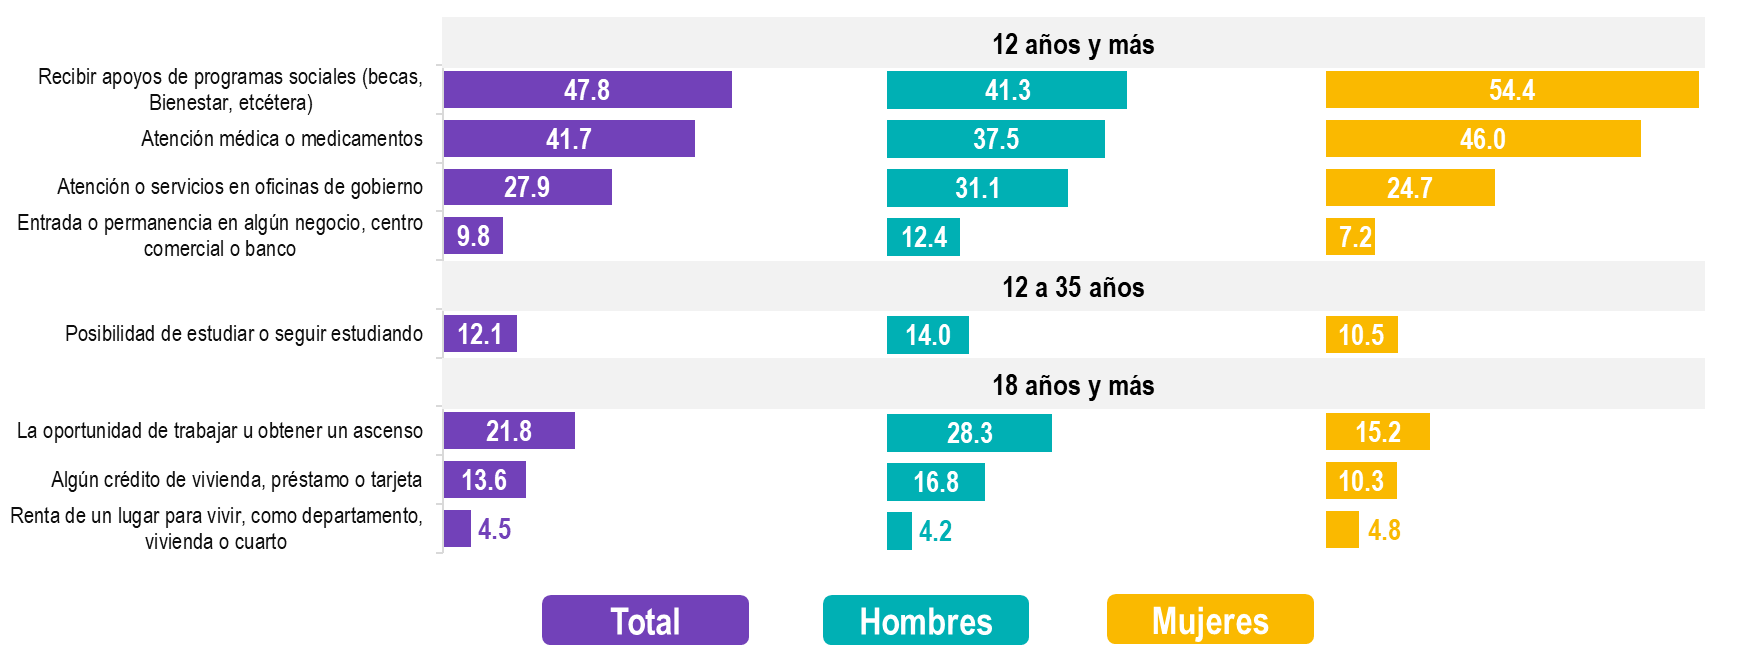 12 años y más
Recibir apoyos de programas sociales (becas,
Bienestar, etcétera)
47.8
41.3
54.4
Atención médica o medicamentos
41.7
37.5
46.0
Atención o servicios en oficinas de gobierno
27.9
31.1
24.7
Entrada o permanencia en algún negocio, centro
comercial o banco
9.8
12.4
7.2
12 a 35 años
Posibilidad de estudiar o seguir estudiando
12.1
14.0
10.5
18 años y más
La oportunidad de trabajar u obtener un ascenso
21.8
28.3
15.2
Algún crédito de vivienda, préstamo o tarjeta
13.6
16.8
10.3
Renta de un lugar para vivir, como departamento,
vivienda o cuarto
4.5
4.2
4.8
Total
Hombres
Mujeres